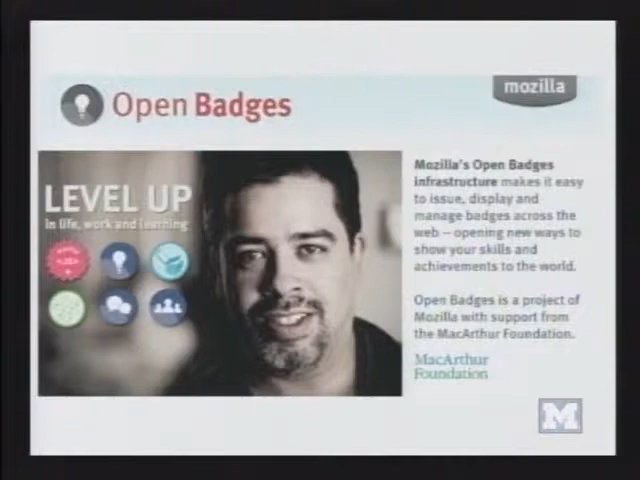 Open Badges
mozilla
LEVEL UP
In life, work and learning
Mozilla's Open Badges
infrastructure makes it easy
to issue, display and
manage badges across the
web – opening new ways to
show your skills and
achievements to the world.
Open Badges is a project of
Mozilla with support from
the MacArthur Foundation.
MacArthur
Foundation
M